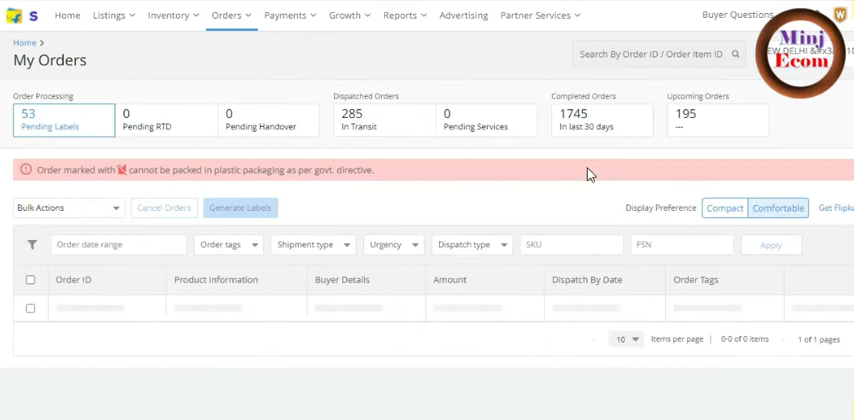 S Home Listings Inventory Orders Payments Growth Reports Advertising Partner Services Buyer Questions
Home
My Orders
Search By Order ID / Order Item ID
Minj
Ecom
EW DELHI &#x3
Order Processing Dispatched Orders Completed Orders Upcoming Orders
53 0 0 285 0 1745 195
Pending Labels Pending RTD Pending Handover In Transit Pending Services In last 30 days ---
Order marked with cannot be packed in plastic packaging as per govt. directive.
Bulk Actions Cancel Orders Generate Labels Display Preference Compact Comfortable Get Flipka
Order date range Order tags Shipment type Urgency Dispatch type SKU FSN Apply
Order ID Product Information Buyer Details Amount Dispatch By Date Order Tags
10 Items per page | 0-0 of 0 items 1 of 1 pages